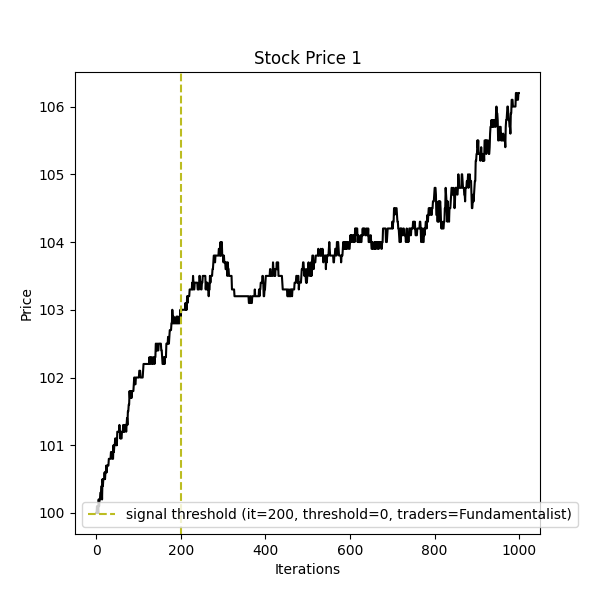 Stock Price 1
106
105
104
103
102
101
100
Price
signal threshold (it=200, threshold=0, traders=Fundamentalist)
0 200 400 600 800 1000
Iterations